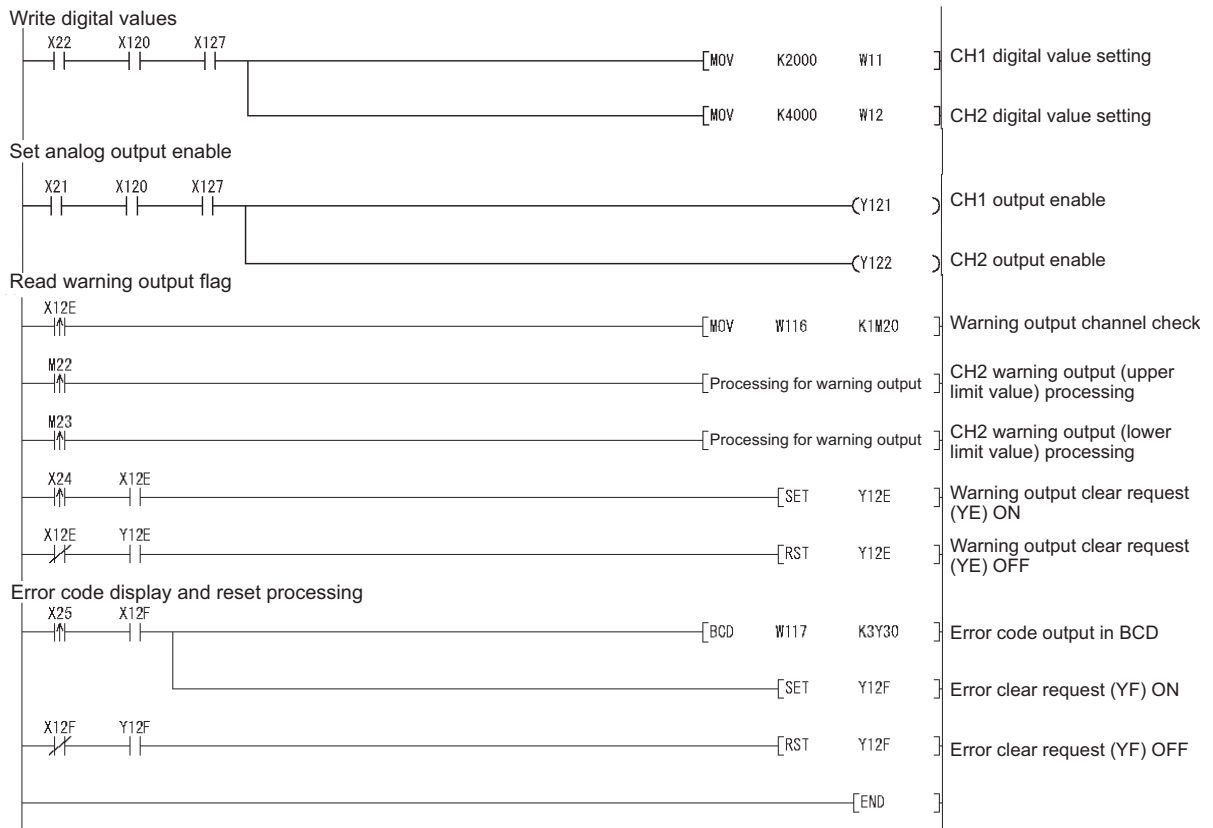 Write digital values
X22 X120 X127
MOV K2000 W11 CH1 digital value setting
MOV K4000 W12 CH2 digital value setting
Set analog output enable
X21 X120 X127
Y121 CH1 output enable
Y122 CH2 output enable
Read warning output flag
X12E
MOV W116 K1M20 Warning output channel check
M22
Processing for warning output CH2 warning output (upper
limit value) processing
M23
Processing for warning output CH2 warning output (lower
limit value) processing
X24 X12E
SET Y12E Warning output clear request
(YE) ON
X12E Y12E
RST Y12E Warning output clear request
(YE) OFF
Error code display and reset processing
X25 X12F
BCD W117 K3Y30 Error code output in BCD
SET Y12F Error clear request (YF) ON
X12F Y12F
RST Y12F Error clear request (YF) OFF
END